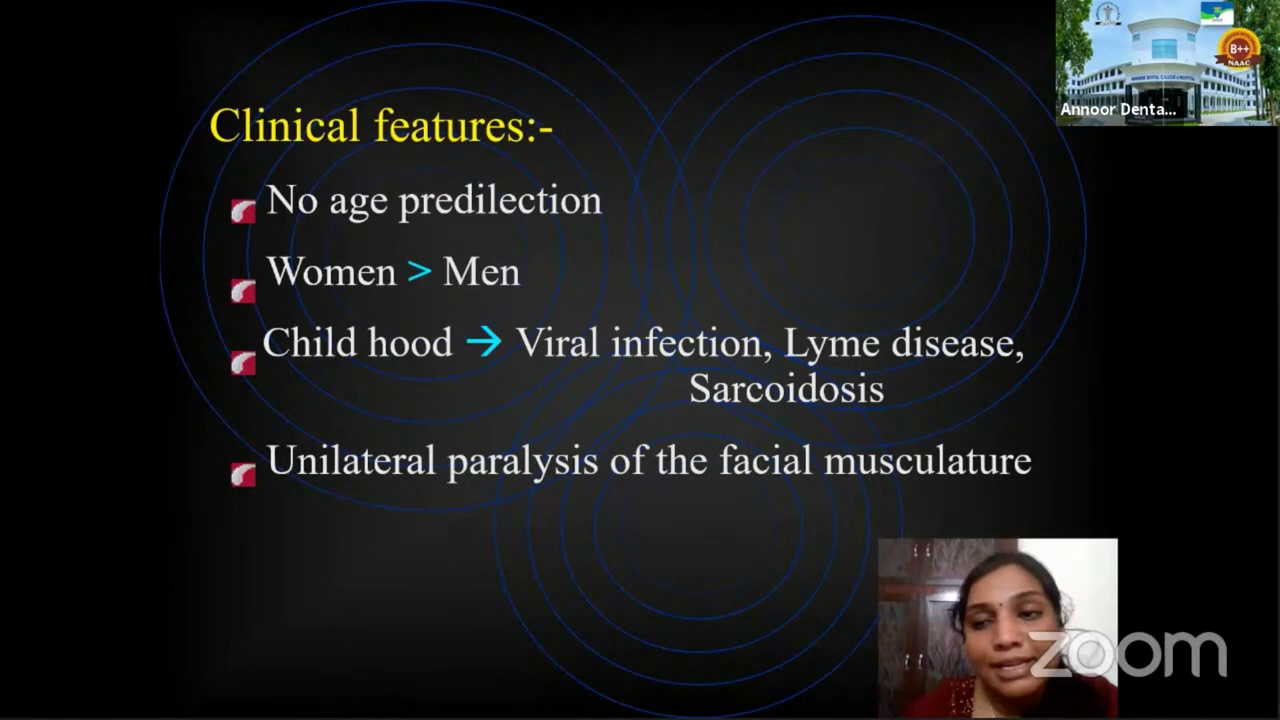 B++
NAAC
Annoor Denta...
Clinical features:-
No age predilection
Women > Men
Child hood → Viral infection, Lyme disease,
Sarcoidosis
Unilateral paralysis of the facial musculature
zoom